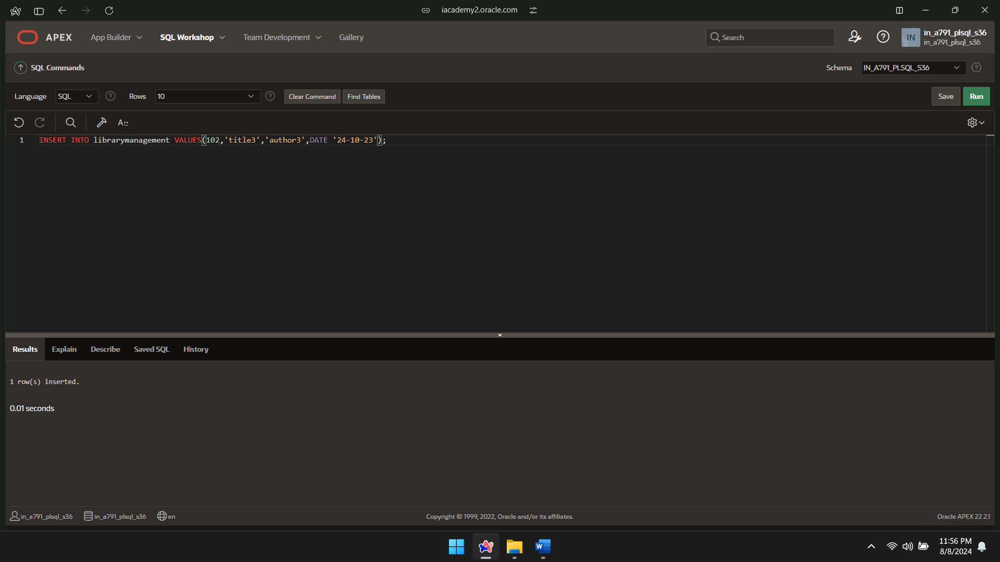 iacademy2.oracle.com
APEX App Builder SQL Workshop Team Development Gallery Search IN in_a791_plsql_s36
in_a791_plsql_s36
SQL Commands Schema IN_A791_PLSQL_S36
Language SQL Rows 10 Clear Command Find Tables Save Run
A
1 INSERT INTO librarymanagement VALUES(102,'title3','author3',DATE '24-10-23');
Results Explain Describe Saved SQL History
1 row(s) inserted.
0.01 seconds
in_a791_plsql_s36 in_a791_plsql_s36 en Copyright © 1999, 2022, Oracle and/or its affiliates. Oracle APEX 22.2.1
W 11:56 PM
8/8/2024